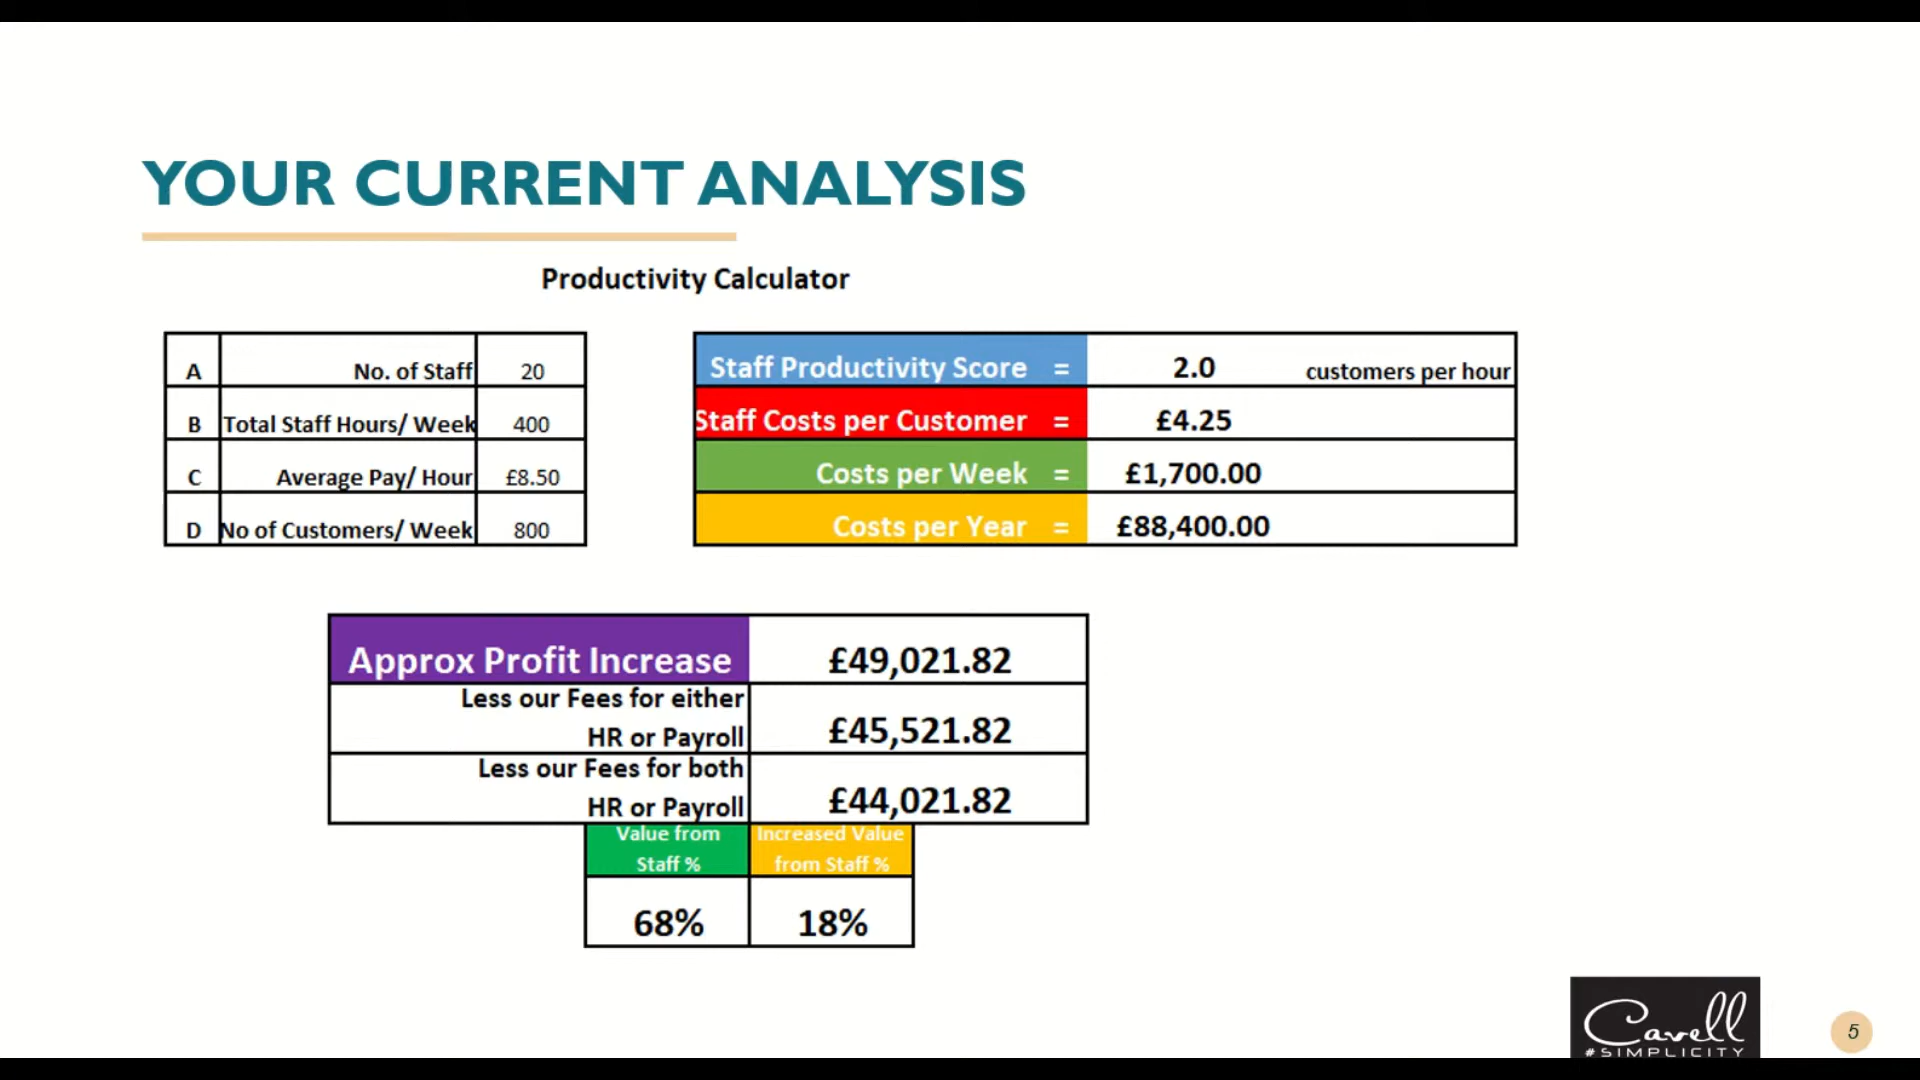 YOUR CURRENT ANALYSIS
Productivity Calculator
A No. of Staff 20
B Total Staff Hours/ Week 400
C Average Pay/ Hour £8.50
D No of Customers/ Week 800
Staff Productivity Score = 2.0 customers per hour
Staff Costs per Customer = £4.25
Costs per Week = £1,700.00
Costs per Year = £88,400.00
Approx Profit Increase £49,021.82
Less our Fees for either
HR or Payroll £45,521.82
Less our Fees for both
HR or Payroll £44,021.82
Value from
Staff %
Increased Value
from Staff %
68% 18%
Cavell
#SIMPLICITY
5